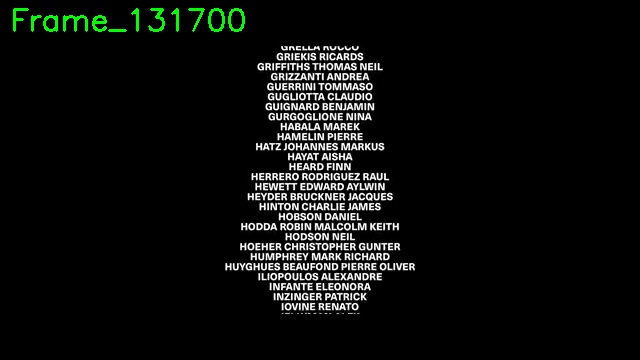 Frame_131700
GRELLA ROCCO
GRIEKIS RICARDS
GRIFFITHS THOMAS NEIL
GRIZZANTI ANDREA
GUERRINI TOMMASO
GUGLIOTTA CLAUDIO
GUIGNARD BENJAMIN
GURGOGLIONE NINA
HABALA MAREK
HAMELIN PIERRE
HATZ JOHANNES MARKUS
HAYAT AISHA
HEARD FINN
HERRERO RODRIGUEZ RAUL
HEWETT EDWARD AYLWIN
HEYDER BRUCKNER JACQUES
HINTON CHARLIE JAMES
HOBSON DANIEL
HODDA ROBIN MALCOLM KEITH
HODSON NEIL
HOEHER CHRISTOPHER GUNTER
HUMPHREY MARK RICHARD
HUYGHUES BEAUFOND PIERRE OLIVER
ILIOPOULOS ALEXANDRE
INFANTE ELEONORA
INZINGER PATRICK
IOVINE RENATO